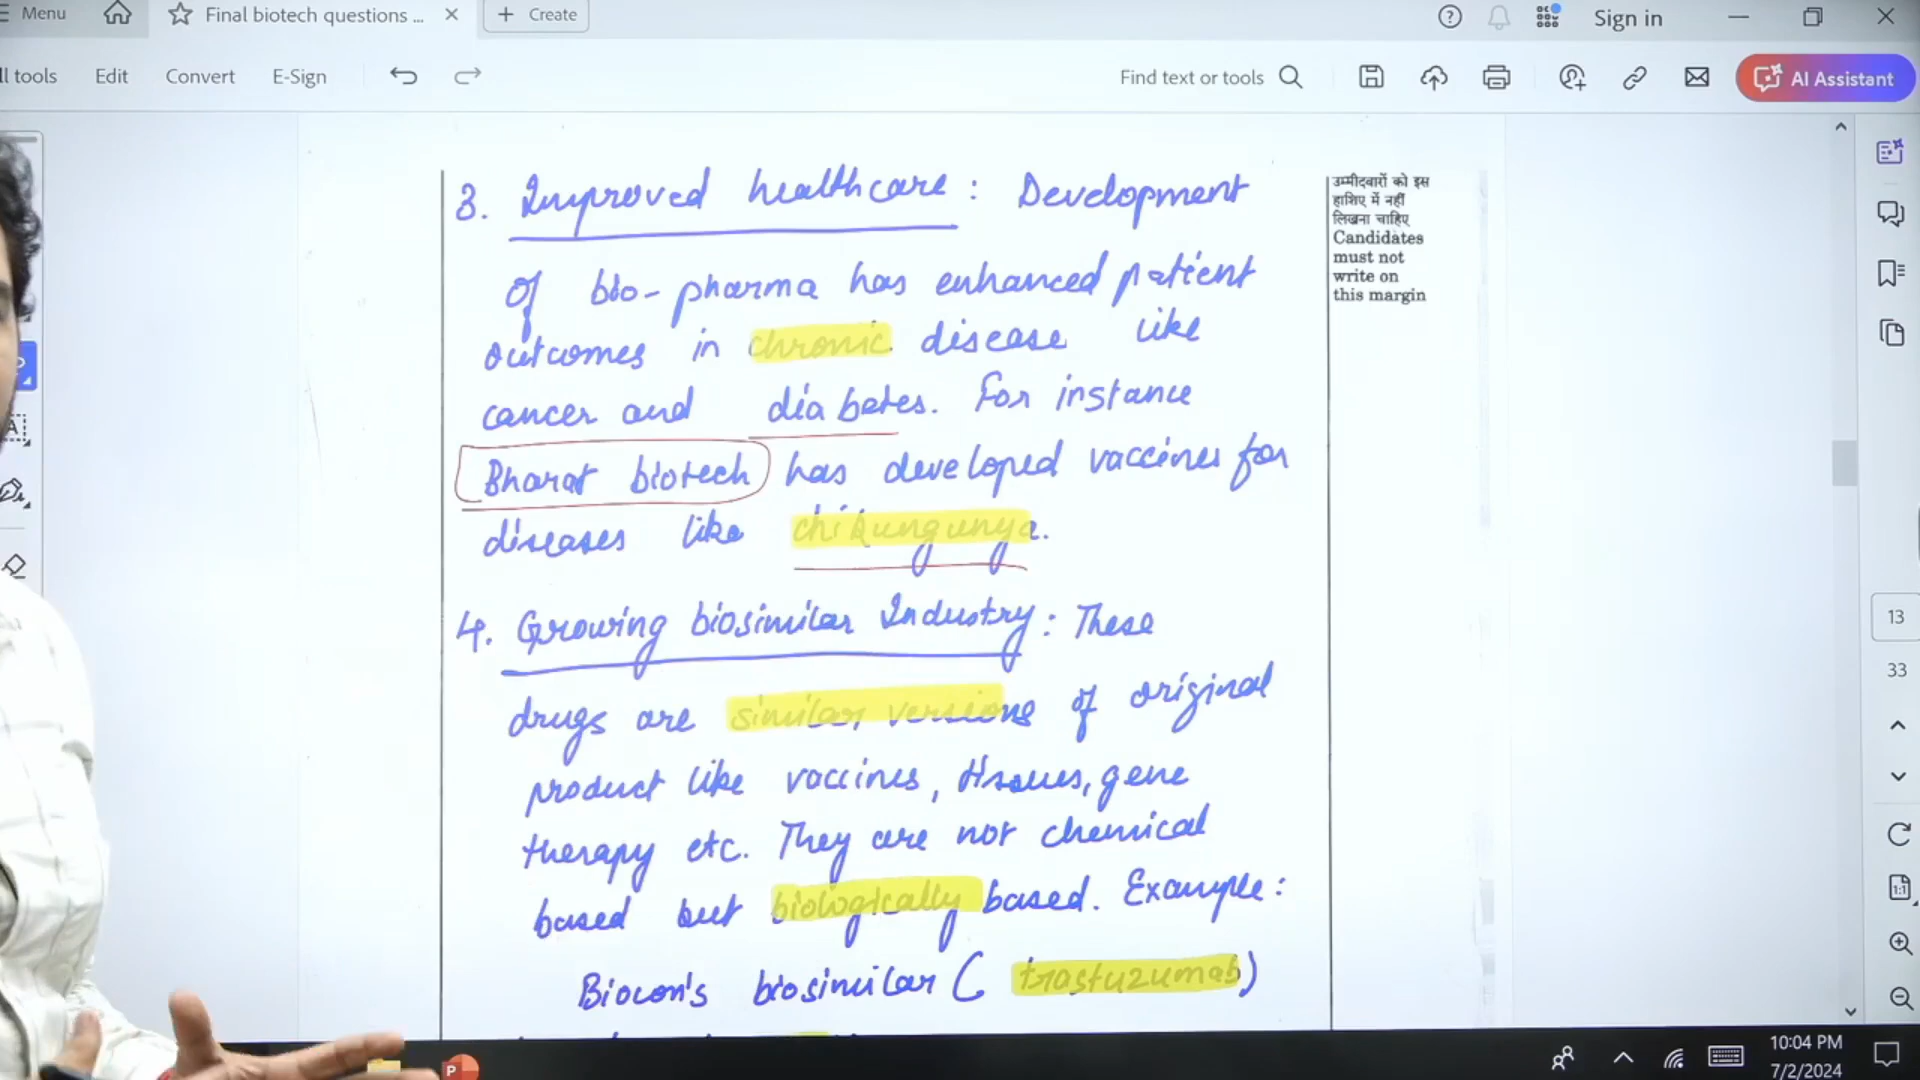 Menu
Final biotech questions ...
Create
Sign in
ll tools
Edit
Convert
E-Sign
Find text or tools
AI Assistant
3. Improved healthcare : Development
of bio-pharma has enhanced patient
outcomes in chronic disease like
cancer and diabetes. For instance
Bharat biotech has developed vaccines for
diseases like chikungunya.
4. Growing biosimilar Industry : These
drugs are similar versions of original
product like vaccines, tissues, gene
therapy etc. They are not chemical
based but biologically based. Example :
Biocon's biosimilar ( trastuzumab )
उम्मीदवारों को इस
हाशिए में नहीं
लिखना चाहिए
Candidates
must not
write on
this margin
13
33
1:1
P
10:04 PM
7/2/2024